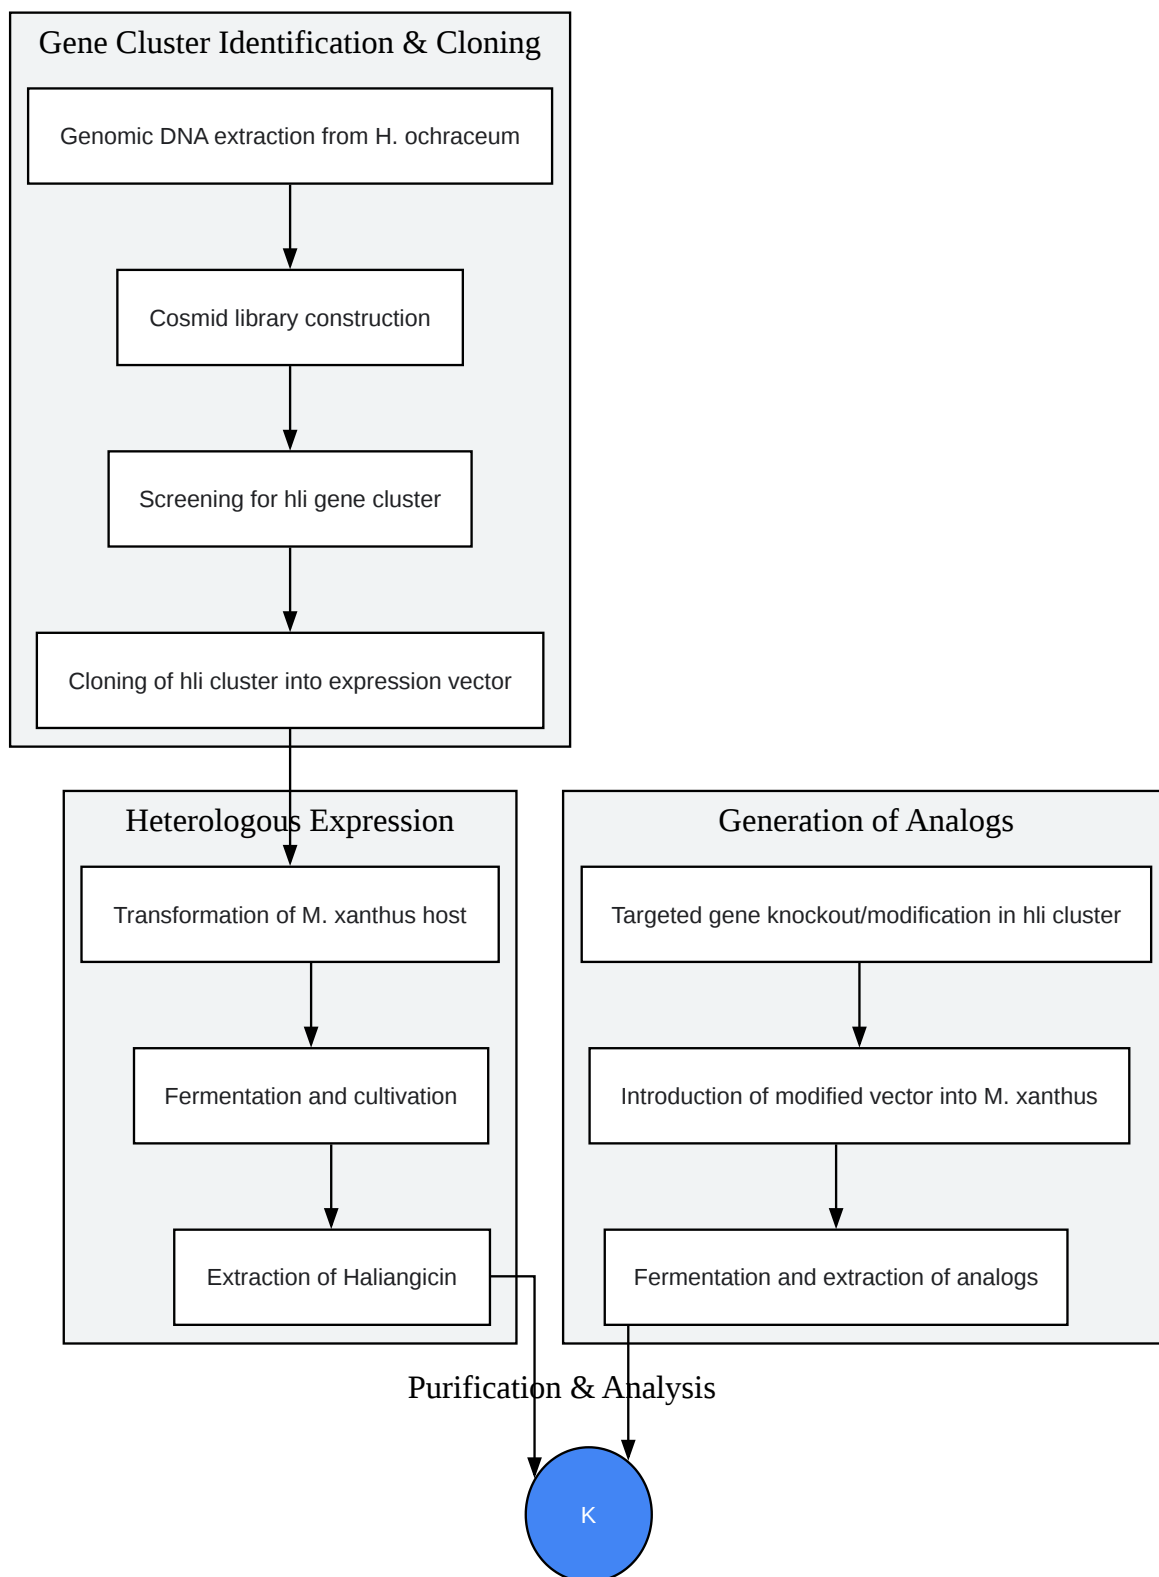 Gene Cluster Identification & Cloning
Genomic DNA extraction from H. ochraceum
Cosmid library construction
Screening for hli gene cluster
Cloning of hli cluster into expression vector
Heterologous Expression
Transformation of M. xanthus host
Fermentation and cultivation
Extraction of Haliangicin
Generation of Analogs
Targeted gene knockout/modification in hli cluster
Introduction of modified vector into M. xanthus
Fermentation and extraction of analogs
Purification & Analysis
K